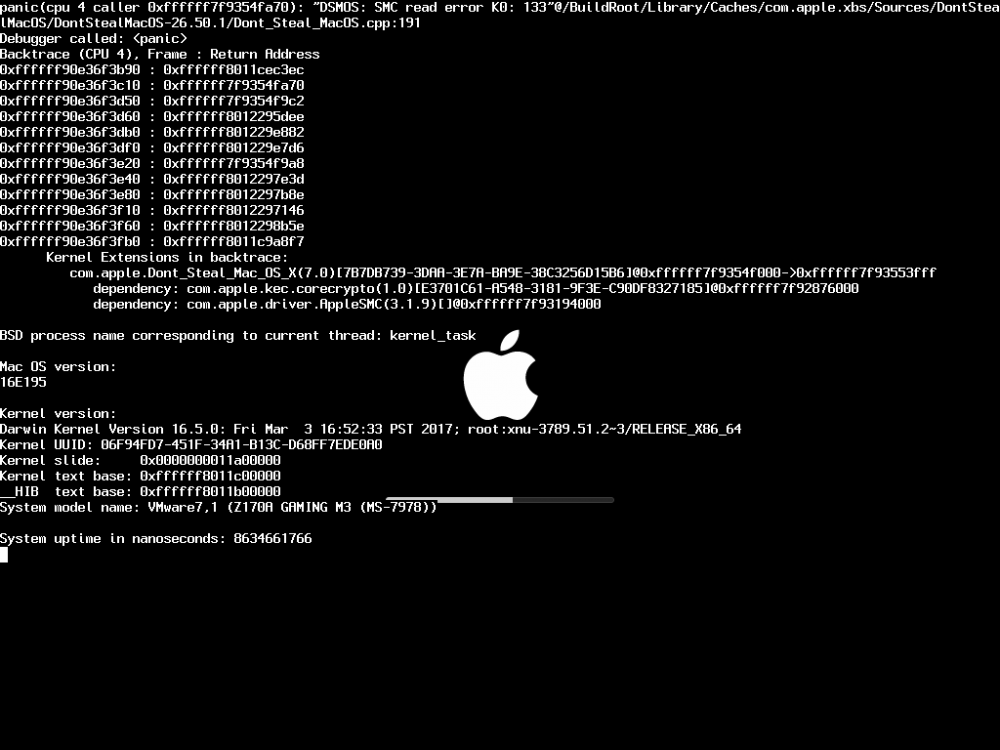 panic(cpu 4 caller 0xffffff7f9354fa70): "DSMOS: SMC read error K0: 133"@/BuildRoot/Library/Caches/com.apple.xbs/Sources/DontStea
lMacOS/DontStealMacOS-26.50.1/Dont_Steal_MacOS.cpp:191
Debugger called: <panic>
Backtrace (CPU 4), Frame : Return Address
0xffffff90e36f3b90 : 0xffffff8011cec3ec
0xffffff90e36f3c10 : 0xffffff7f9354fa70
0xffffff90e36f3d50 : 0xffffff7f9354f9c2
0xffffff90e36f3d60 : 0xffffff8012295dee
0xffffff90e36f3db0 : 0xffffff801229e882
0xffffff90e36f3df0 : 0xffffff801229e7d6
0xffffff90e36f3e20 : 0xffffff7f9354f9a8
0xffffff90e36f3e40 : 0xffffff8012297e3d
0xffffff90e36f3e80 : 0xffffff8012297b8e
0xffffff90e36f3f10 : 0xffffff8012297146
0xffffff90e36f3f60 : 0xffffff8012298b5e
0xffffff90e36f3fb0 : 0xffffff8011c9a8f7
Kernel Extensions in backtrace:
com.apple.Dont_Steal_Mac_OS_X(7.0)[7B7DB739-3DAA-3E7A-BA9E-38C3256D15B6]@0xffffff7f9354f000->0xffffff7f93553fff
dependency: com.apple.kec.corecrypto(1.0)[E3701C61-A548-3181-9F3E-C90DF8327185]@0xffffff7f92876000
dependency: com.apple.driver.AppleSMC(3.1.9)[]@0xffffff7f93194000
BSD process name corresponding to current thread: kernel_task
Mac OS version:
16E195
Kernel version:
Darwin Kernel Version 16.5.0: Fri Mar  3 16:52:33 PST 2017; root:xnu-3789.51.2~3/RELEASE_X86_64
Kernel UUID: 06F94FD7-451F-34A1-B13C-D68FF7EDE0A0
Kernel slide:     0x0000000011a00000
Kernel text base: 0xffffff8011c00000
__HIB  text base: 0xffffff8011b00000
System model name: VMware7,1 (Z170A GAMING M3 (MS-7978))
System uptime in nanoseconds: 8634661766